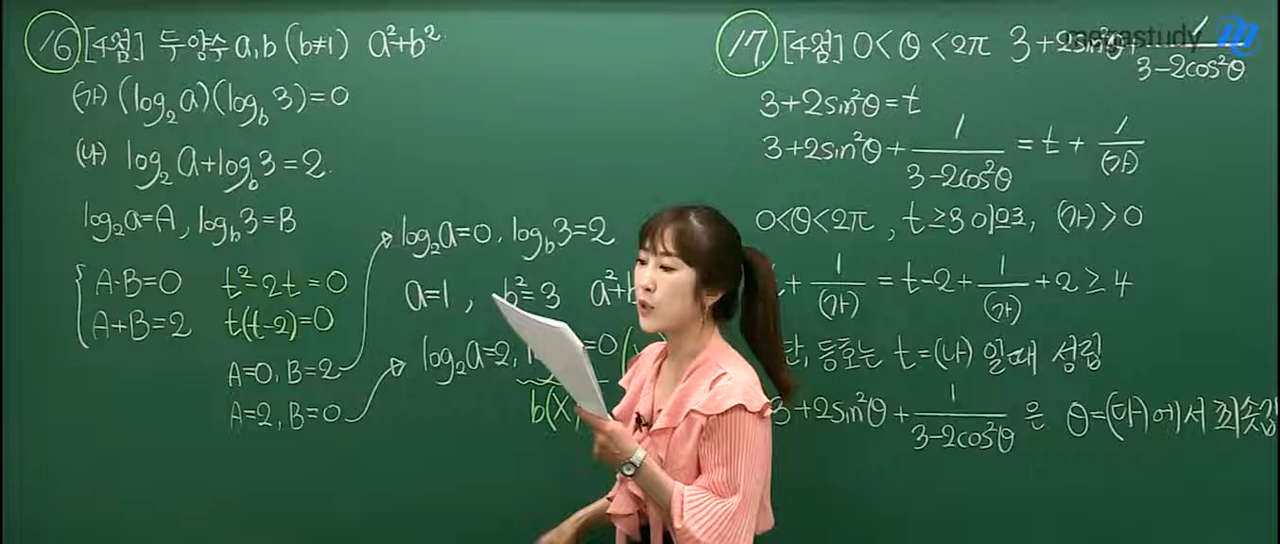 16 [4점] 두 양수 a, b (b≠1) a²+b²
(가) (log₂a)(log_b 3)=0
(나) log₂a+log_b 3=2
log₂a=A, log_b 3=B
A·B=0 t²-2t=0
A+B=2 t(t-2)=0
A=0, B=2
A=2, B=0
log₂a=0, log_b 3=2
a=1, b²=3 a²+b
log₂a=2, =0 (
b(X
17. [4점] 0<θ<2π 3+2sin²θ+ 1/(3-2cos²θ)
megastudy
3+2sin²θ=t
3+2sin²θ+ 1/(3-2cos²θ) = t + 1/(가)
0<θ<2π, t≥3이므로, (가)>0
+ 1/(가) = t-2+ 1/(가) +2≥4
단, 등호는 t=(나) 일 때 성립
3+2sin²θ+ 1/(3-2cos²θ) 은 θ=(다)에서 최솟값